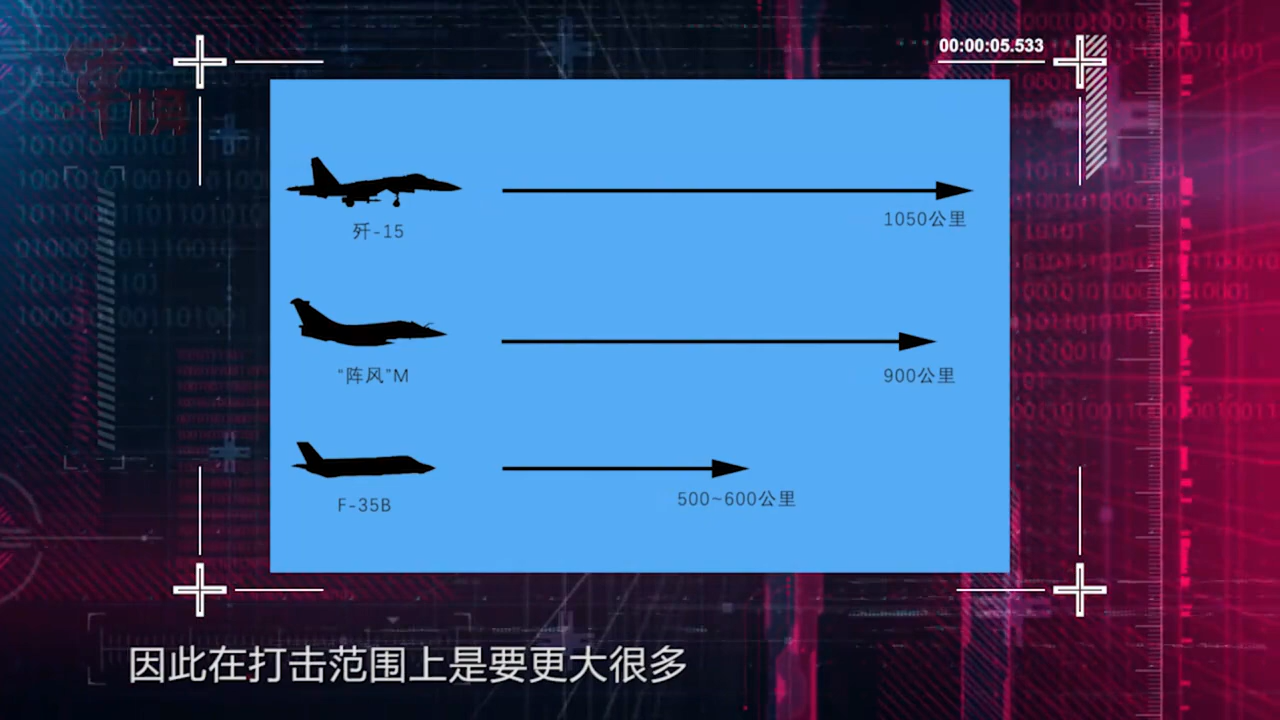 00:00:05.533
歼-15
1050公里
“阵风”M
900公里
F-35B
500~600公里
因此在打击范围上是要更大很多